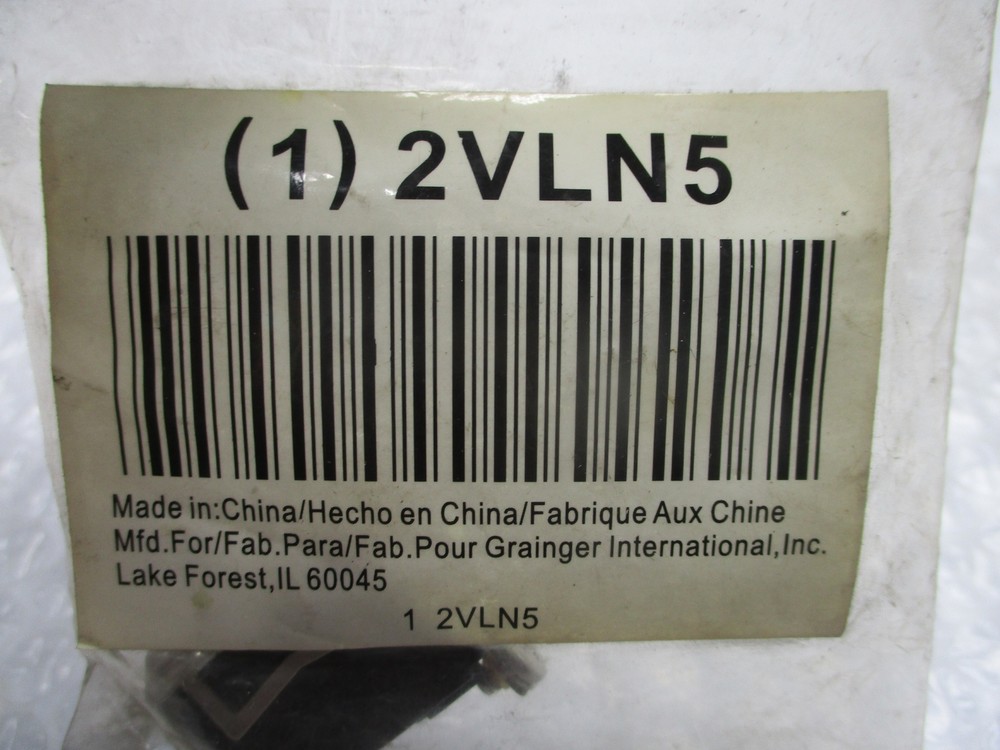 (1) 2VLN5
Made in:China/Hecho en China/Fabrique Aux Chine
Mfd.For/Fab.Para/Fab.Pour Grainger International,Inc.
Lake Forest,IL 60045
1 2VLN5